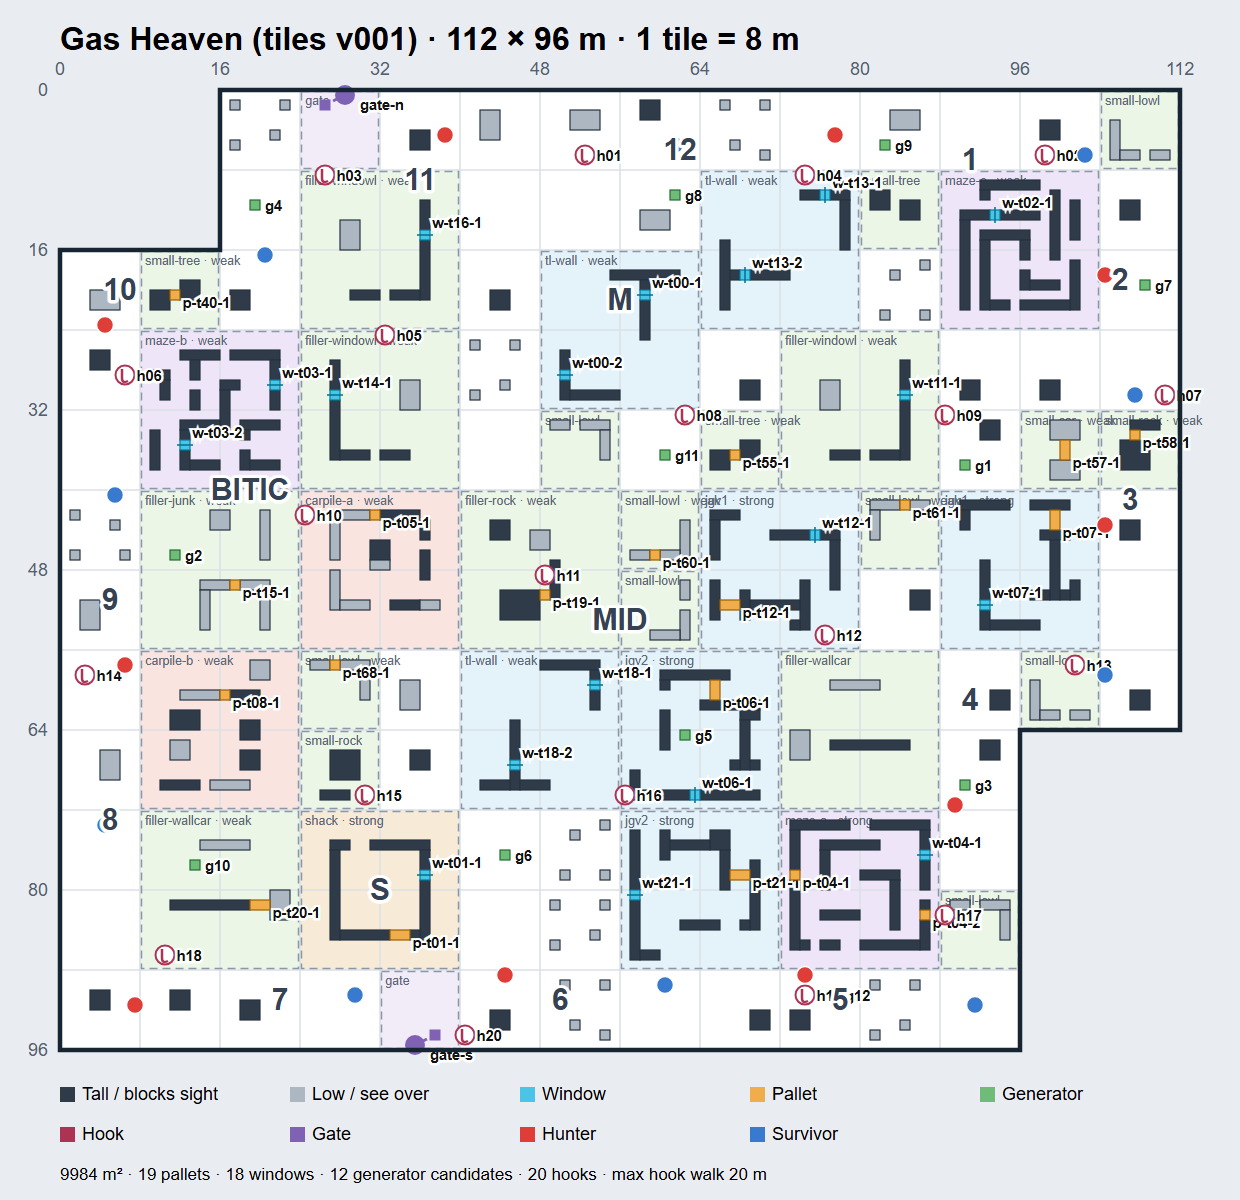 Gas Heaven (tiles v001) · 112 × 96 m · 1 tile = 8 m
0 16 32 48 64 80 96 112
0
16
32
48
64
80
96
gate-n
small-lowl
h01
12
g9
1
h03
11
h04
w-t13-1
g4
g8
tl-wall · weak
w-t02-1
w-t16-1
small-tree · weak
tl-wall · weak
w-t13-2
10
M
w-t00-1
2
g7
p-t40-1
maze-b · weak
h05
filler-windowl · weak
h06
w-t03-1
w-t14-1
w-t00-2
w-t11-1
h07
h08
h09
w-t03-2
g11
p-t55-1
g1
p-t57-1
p-t58-1
BITIC
carpile-a · weak
filler-rock · weak
3
h10
p-t05-1
w-t12-1
p-t61-1
g2
p-t60-1
h11
p-t15-1
p-t19-1
small-lowl
MID
p-t12-1
w-t07-1
9
h12
carpile-b · weak
tl-wall · weak
jgv2 · strong
filler-wallcar
h13
h14
p-t68-1
w-t18-1
p-t08-1
p-t06-1
4
small-rock
g5
w-t18-2
h15
h16
w-t06-1
g3
8
filler-wallcar · weak
shack · strong
jgv2 · strong
w-t04-1
g10
w-t01-1
g6
S
w-t21-1
p-t21-1
p-t04-1
p-t20-1
h17
p-t01-1
h18
gate
7
6
5
h20
gate-s
Tall / blocks sight
Low / see over
Window
Pallet
Generator
Hook
Gate
Hunter
Survivor
9984 m² · 19 pallets · 18 windows · 12 generator candidates · 20 hooks · max hook walk 20 m